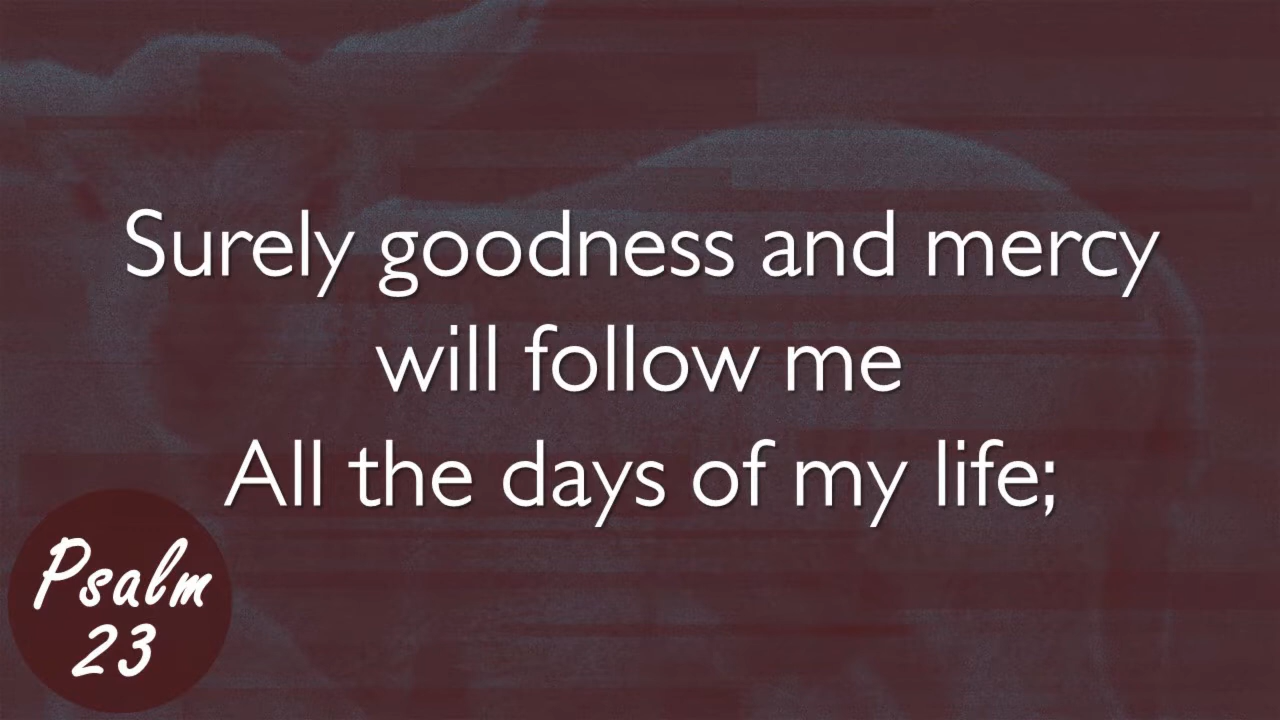 Surely goodness and mercy
will follow me
All the days of my life;
Psalm
23